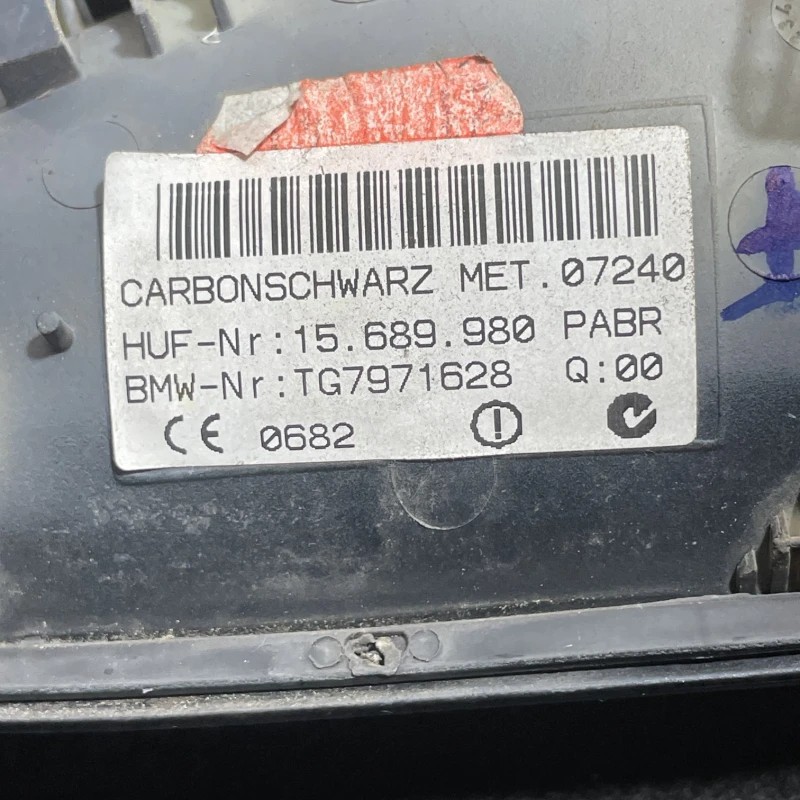 CARBONSCHWARZ MET. 07240
HUF-Nr:15.689.980 PABR
BMW-Nr:TG7971628 Q:00
CE 0682